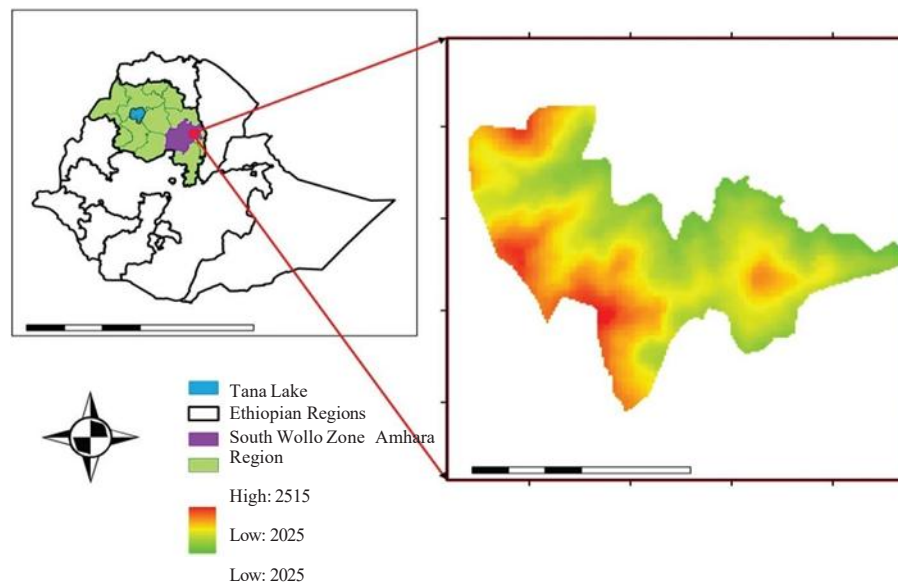 Tana Lake
Ethiopian Regions
South Wollo Zone Amhara
Region
High: 2515
Low: 2025
Low: 2025